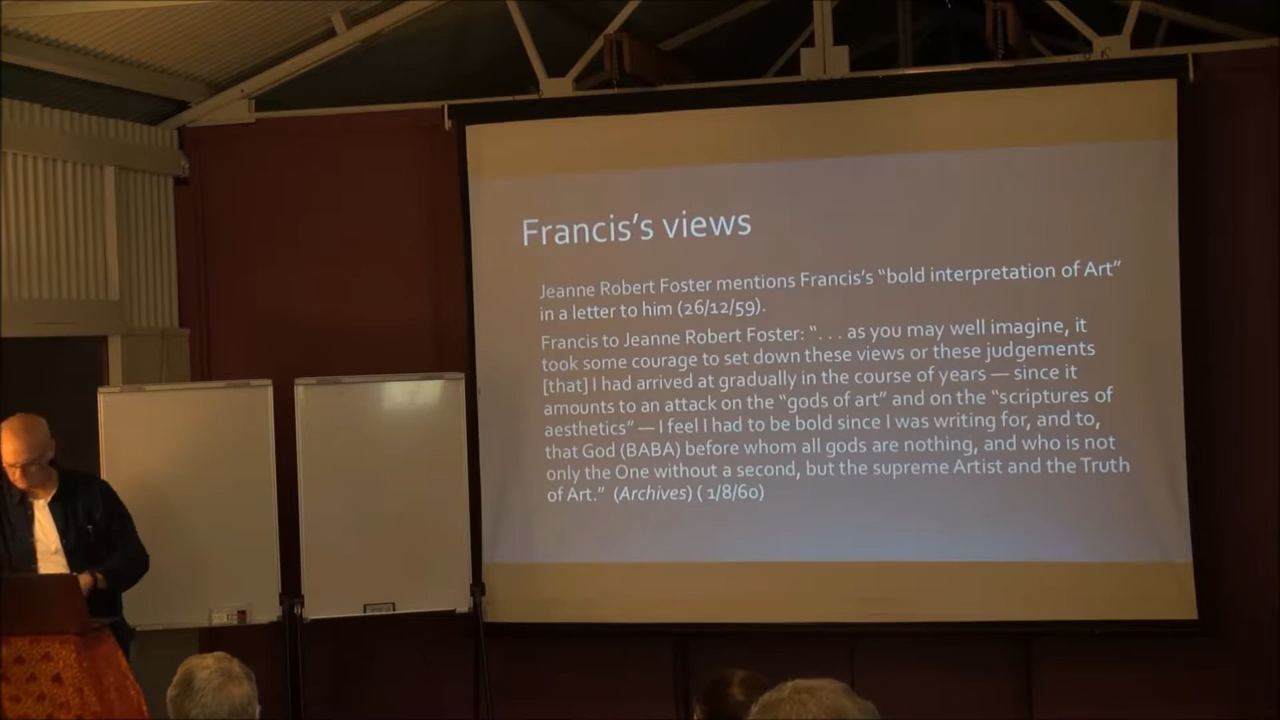 Francis's views
Jeanne Robert Foster mentions Francis's “bold interpretation of Art”
in a letter to him (26/12/59).
Francis to Jeanne Robert Foster: “. . . as you may well imagine, it
took some courage to set down these views or these judgements
[that] I had arrived at gradually in the course of years — since it
amounts to an attack on the “gods of art” and on the “scriptures of
aesthetics” — I feel I had to be bold since I was writing for, and to,
that God (BABA) before whom all gods are nothing, and who is not
only the One without a second, but the supreme Artist and the Truth
of Art.” (Archives) ( 1/8/60)